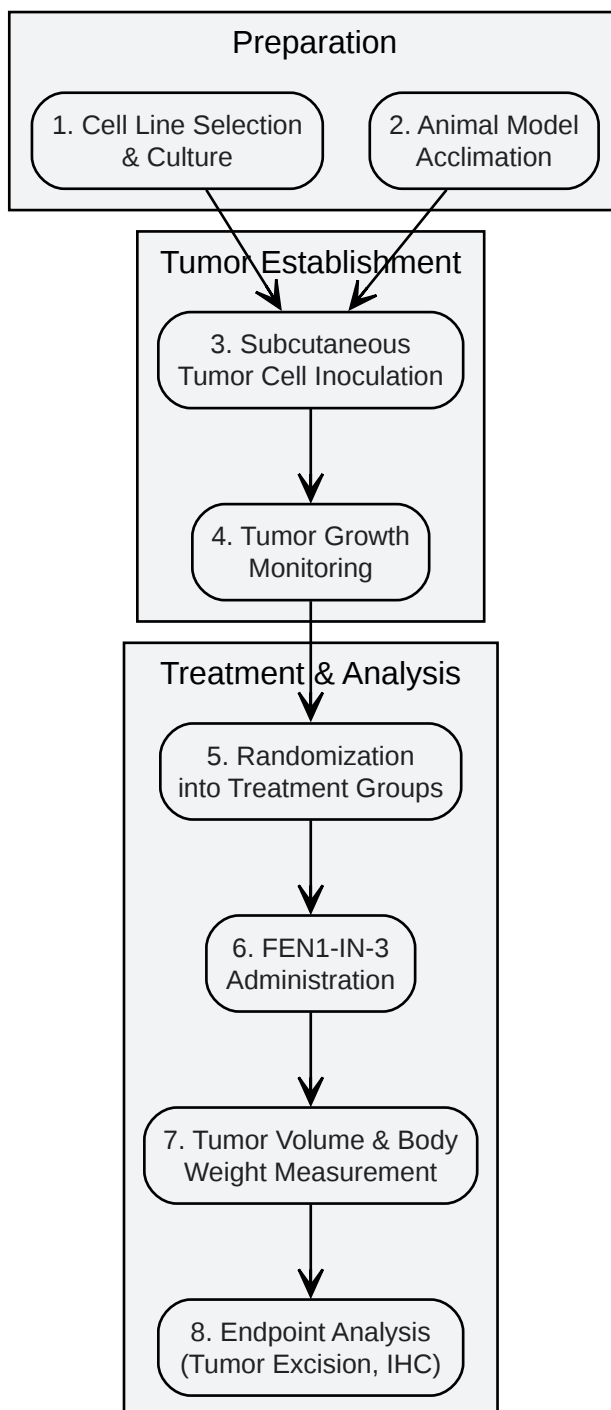 Preparation
1. Cell Line Selection
& Culture
2. Animal Model
Acclimation
Tumor Establishment
3. Subcutaneous
Tumor Cell Inoculation
4. Tumor Growth
Monitoring
Treatment & Analysis
5. Randomization
into Treatment Groups
6. FEN1-IN-3
Administration
7. Tumor Volume & Body
Weight Measurement
8. Endpoint Analysis
(Tumor Excision, IHC)